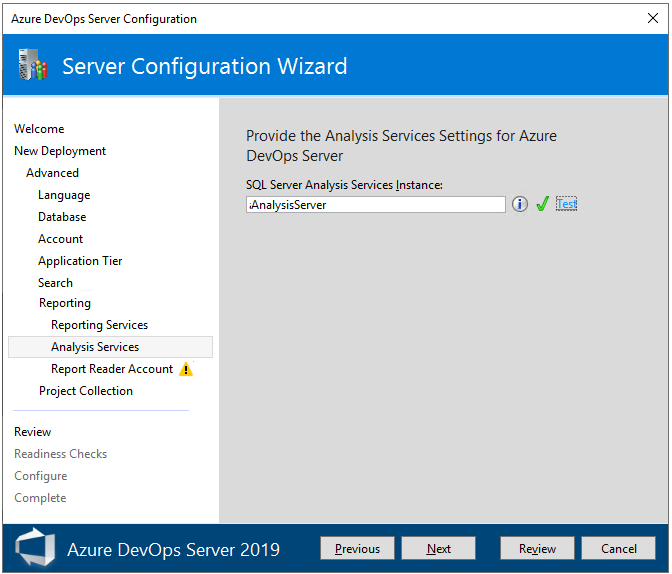 Azure DevOps Server Configuration
Server Configuration Wizard
Welcome
New Deployment
Advanced
Language
Database
Account
Application Tier
Search
Reporting
Reporting Services
Analysis Services
Report Reader Account
Project Collection
Review
Readiness Checks
Configure
Complete
Provide the Analysis Services Settings for Azure
DevOps Server
SQL Server Analysis Services Instance:
AnalysisServer
Test
Azure DevOps Server 2019
Previous
Next
Review
Cancel